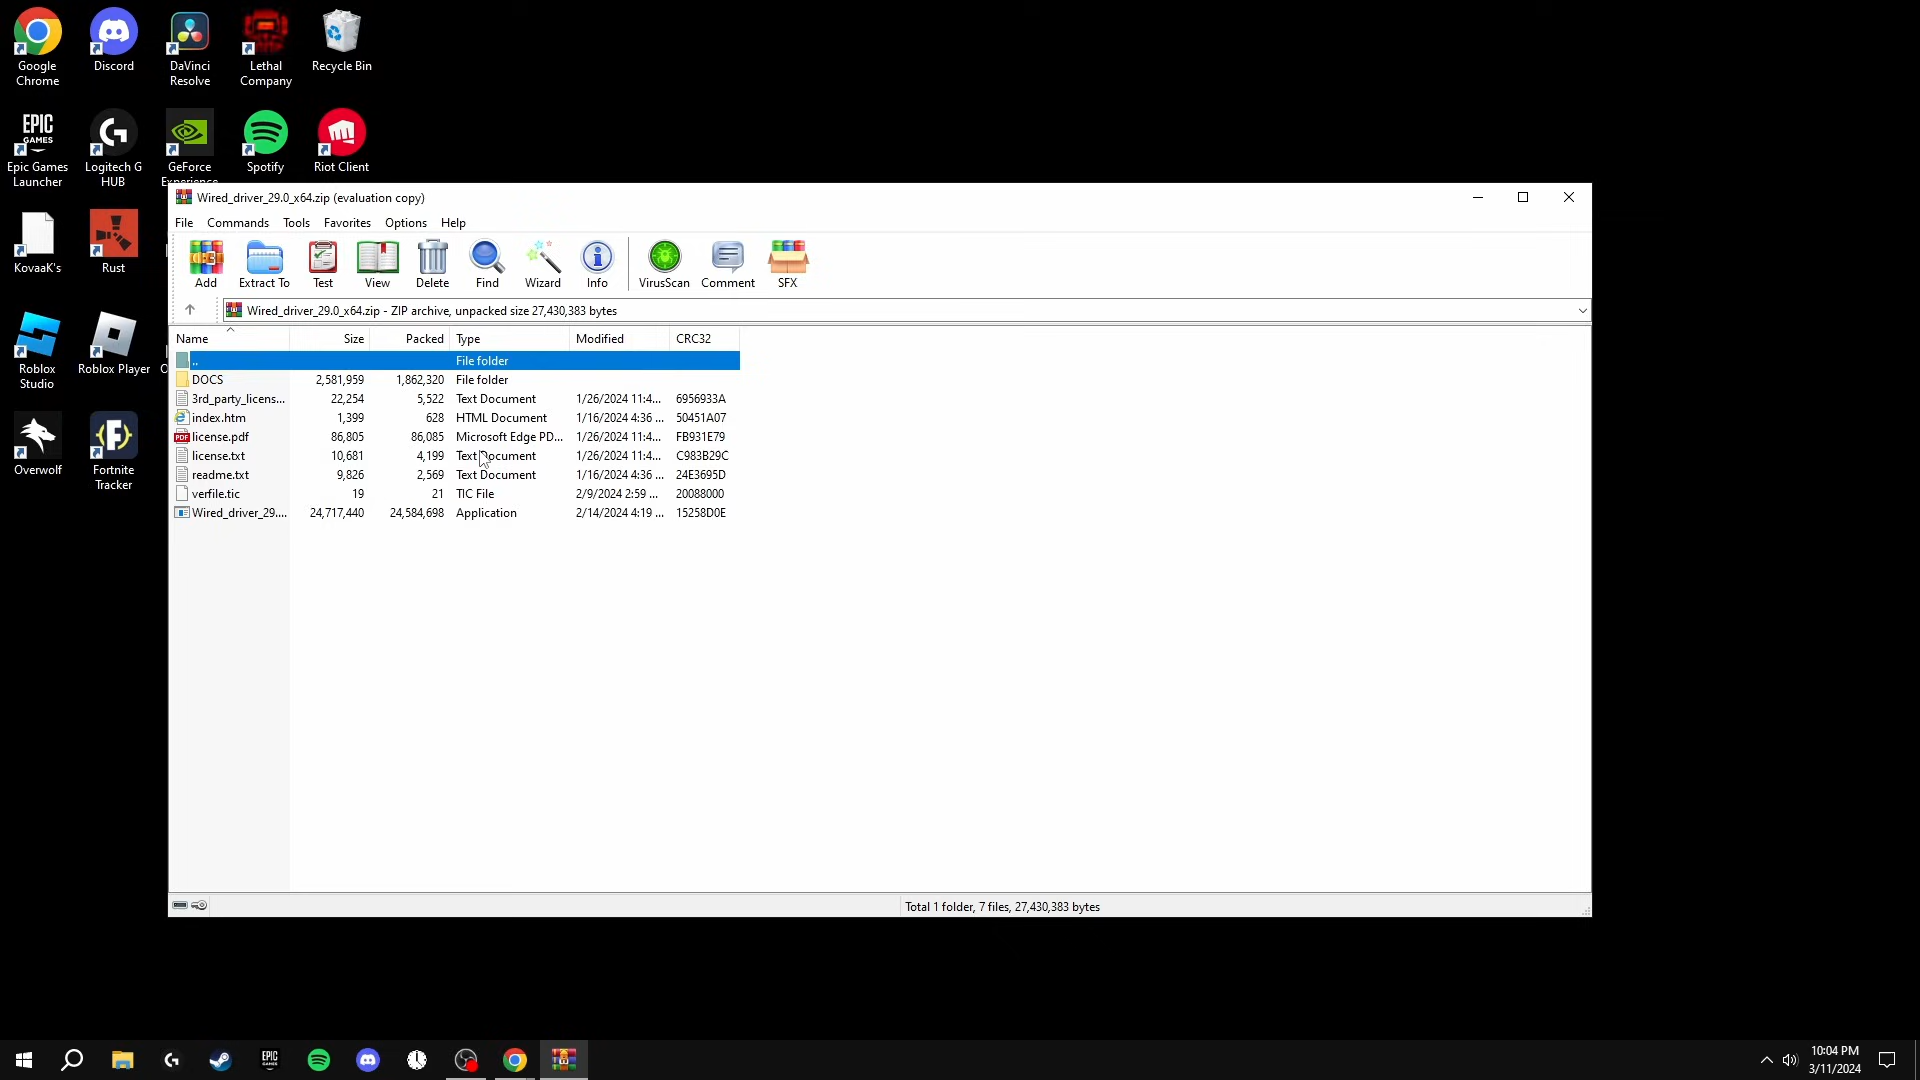 Google Chrome
Discord
DaVinci Resolve
Lethal Company
Recycle Bin
EPIC GAMES
Epic Games Launcher
Logitech G HUB
GeForce Experience
Spotify
Riot Client
KovaaK's
Rust
Roblox Studio
Roblox Player
Overwolf
Fortnite Tracker
Wired_driver_29.0_x64.zip (evaluation copy)
File Commands Tools Favorites Options Help
Add Extract To Test View Delete Find Wizard Info VirusScan Comment SFX
Wired_driver_29.0_x64.zip - ZIP archive, unpacked size 27,430,383 bytes
Name Size Packed Type Modified CRC32
.. File folder
DOCS 2,581,959 1,862,320 File folder
3rd_party_licens... 22,254 5,522 Text Document 1/26/2024 11:4... 6956933A
index.htm 1,399 628 HTML Document 1/16/2024 4:36 ... 50451A07
PDF license.pdf 86,805 86,085 Microsoft Edge PD... 1/26/2024 11:4... FB931E79
license.txt 10,681 4,199 Text Document 1/26/2024 11:4... C983B29C
readme.txt 9,826 2,569 Text Document 1/16/2024 4:36 ... 24E3695D
verfile.tic 19 21 TIC File 2/9/2024 2:59 ... 20088000
Wired_driver_29.... 24,717,440 24,584,698 Application 2/14/2024 4:19 ... 15258D0E
Total 1 folder, 7 files, 27,430,383 bytes
EPIC GAMES
10:04 PM
3/11/2024